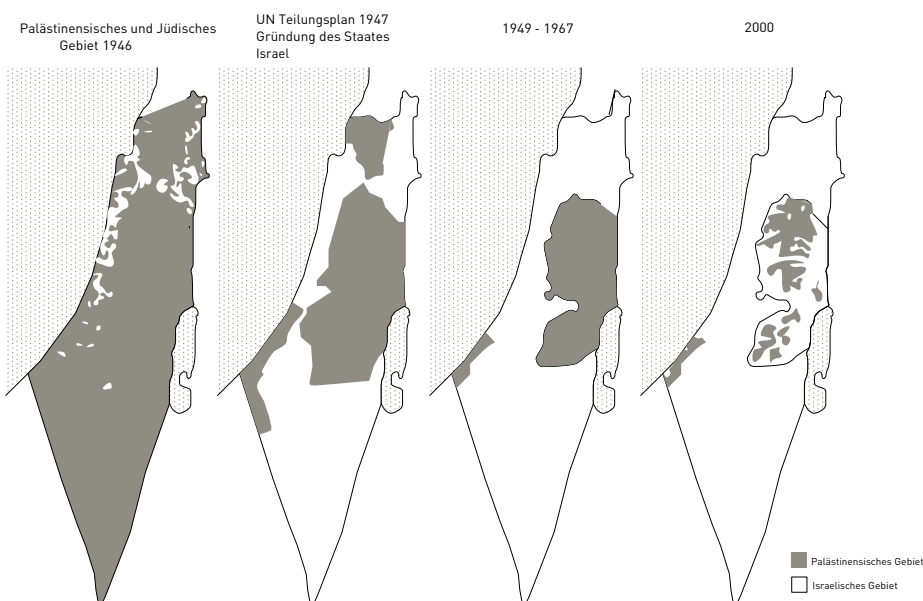 Palästinensisches und Jüdisches
Gebiet 1946
UN Teilungsplan 1947
Gründung des Staates
Israel
1949 - 1967
2000
Palästinensisches Gebiet
Israelisches Gebiet